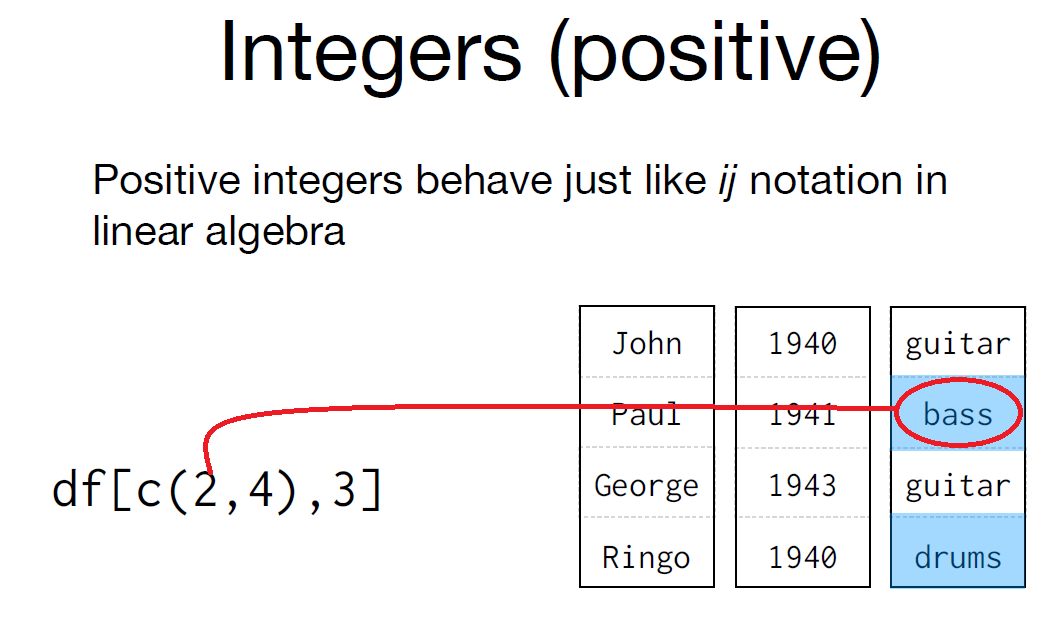 Integers (positive)
Positive integers behave just like ij notation in
linear algebra
df[c(2,4),3]
John 1940 guitar
Paul 1941 bass
George 1943 guitar
Ringo 1940 drums